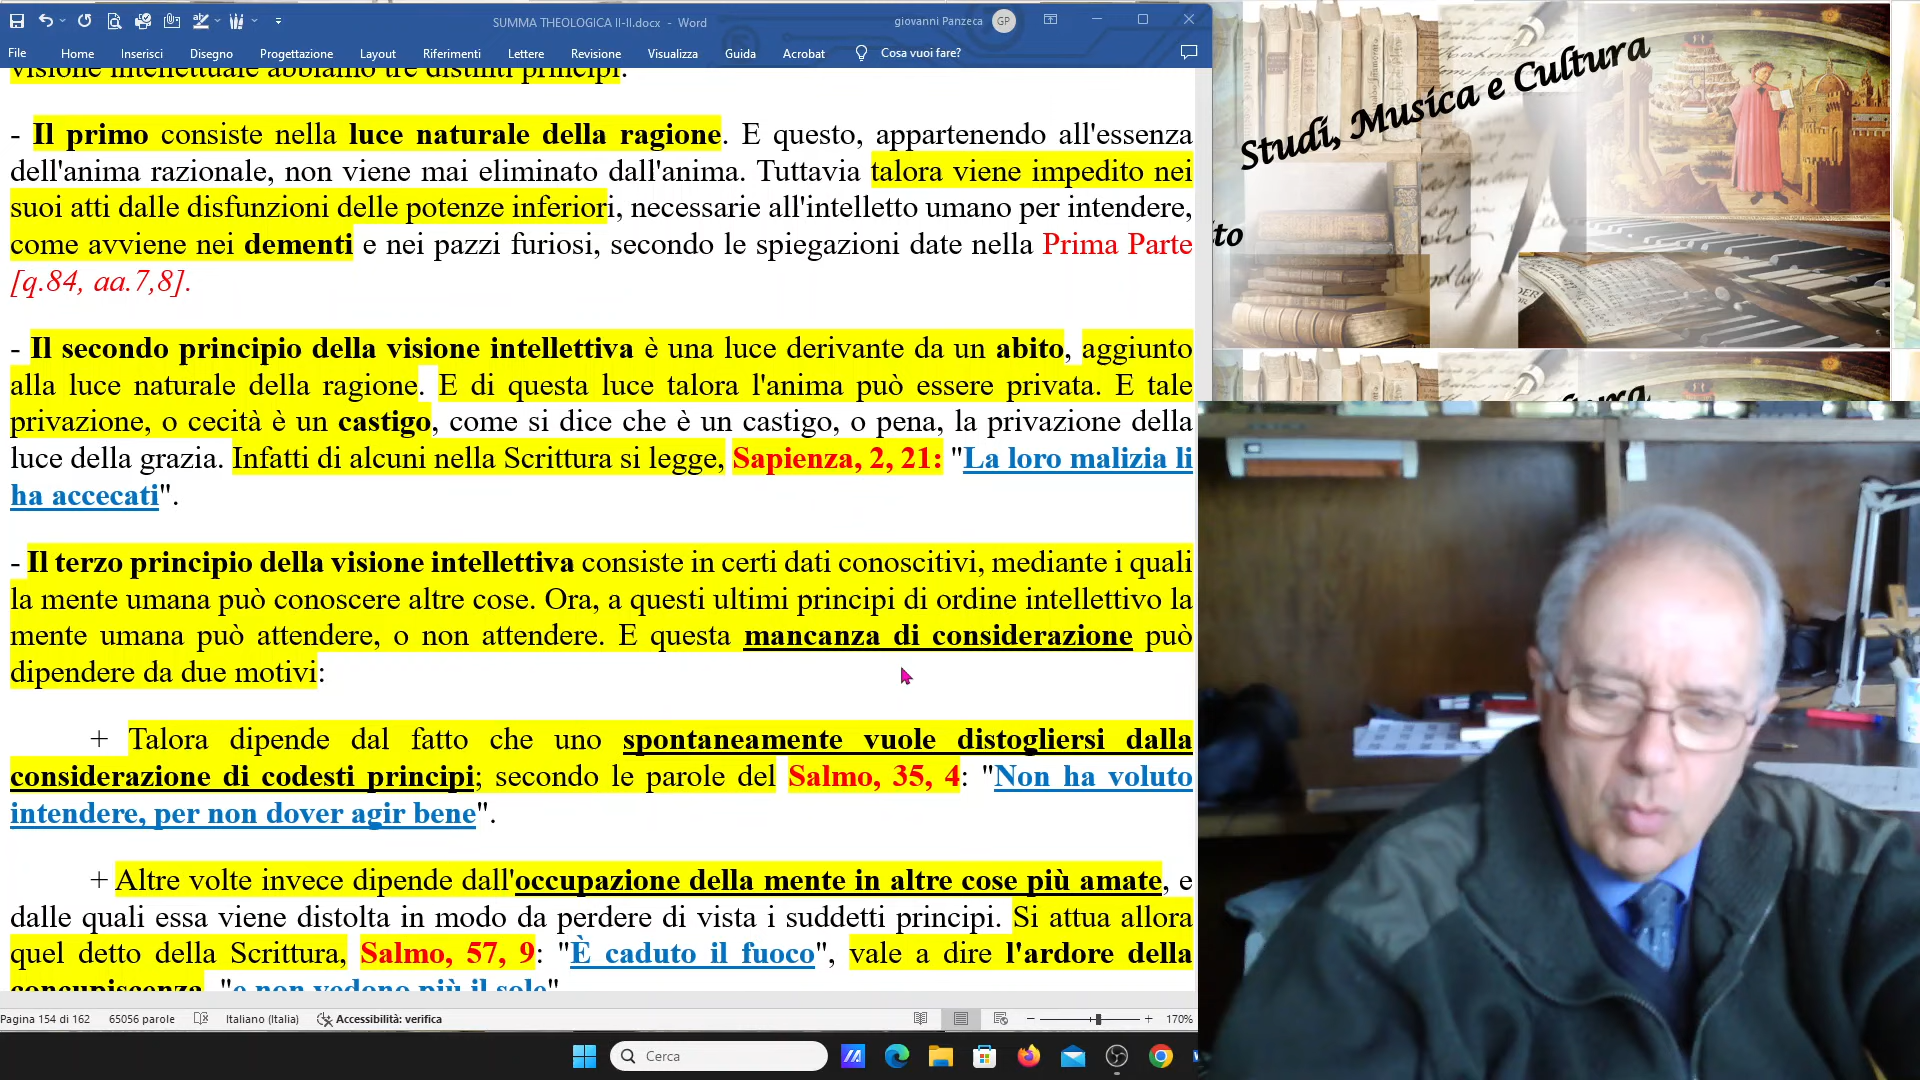 SUMMA THEOLOGICA II-II.docx - Word
giovanni Panzeca GP
File Home Inserisci Disegno Progettazione Layout Riferimenti Lettere Revisione Visualizza Guida Acrobat Cosa vuoi fare?
visione intellettuale abbiamo tre distinti principi.
- Il primo consiste nella luce naturale della ragione. E questo, appartenendo all'essenza
dell'anima razionale, non viene mai eliminato dall'anima. Tuttavia talora viene impedito nei
suoi atti dalle disfunzioni delle potenze inferiori, necessarie all'intelletto umano per intendere,
come avviene nei dementi e nei pazzi furiosi, secondo le spiegazioni date nella Prima Parte
[q.84, aa.7,8].
- Il secondo principio della visione intellettiva è una luce derivante da un abito, aggiunto
alla luce naturale della ragione. E di questa luce talora l'anima può essere privata. E tale
privazione, o cecità è un castigo, come si dice che è un castigo, o pena, la privazione della
luce della grazia. Infatti di alcuni nella Scrittura si legge, Sapienza, 2, 21: "La loro malizia li
ha accecati".
- Il terzo principio della visione intellettiva consiste in certi dati conoscitivi, mediante i quali
la mente umana può conoscere altre cose. Ora, a questi ultimi principi di ordine intellettivo la
mente umana può attendere, o non attendere. E questa mancanza di considerazione può
dipendere da due motivi:
+ Talora dipende dal fatto che uno spontaneamente vuole distogliersi dalla
considerazione di codesti principi; secondo le parole del Salmo, 35, 4: "Non ha voluto
intendere, per non dover agir bene".
+ Altre volte invece dipende dall'occupazione della mente in altre cose più amate, e
dalle quali essa viene distolta in modo da perdere di vista i suddetti principi. Si attua allora
quel detto della Scrittura, Salmo, 57, 9: "È caduto il fuoco", vale a dire l'ardore della
concupiscenza, "e non vedono più il sole"
Pagina 154 di 162 65056 parole Italiano (Italia) Accessibilità: verifica 170%
Cerca
Studi, Musica e Cultura